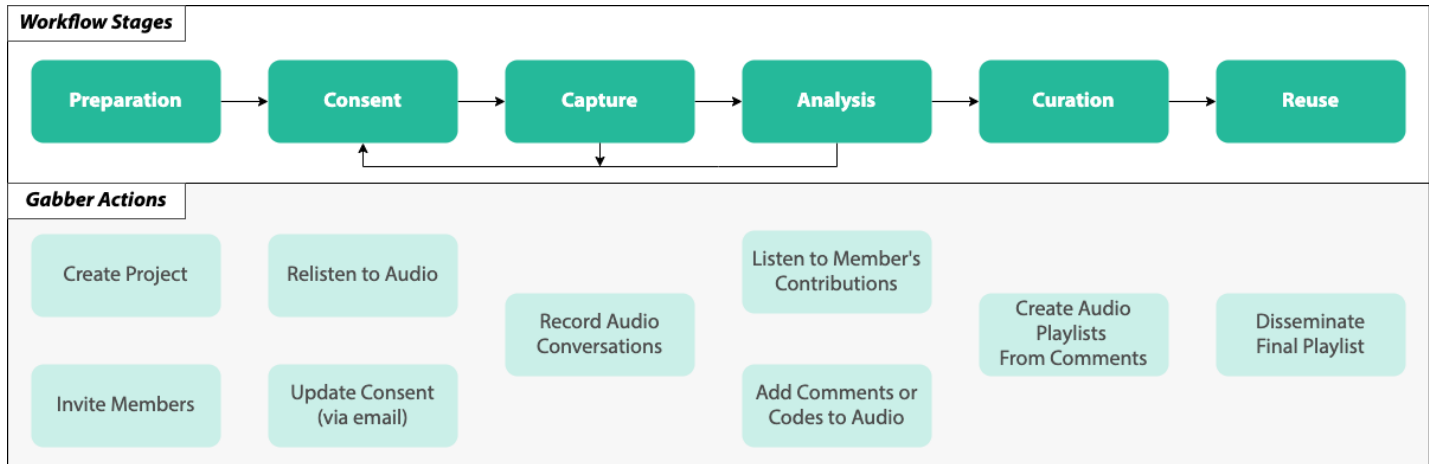 Workflow Stages
Preparation
Consent
Capture
Analysis
Curation
Reuse
Gabber Actions
Create Project
Invite Members
Relisten to Audio
Update Consent
(via email)
Record Audio
Conversations
Listen to Member's
Contributions
Add Comments or
Codes to Audio
Create Audio
Playlists
From Comments
Disseminate
Final Playlist